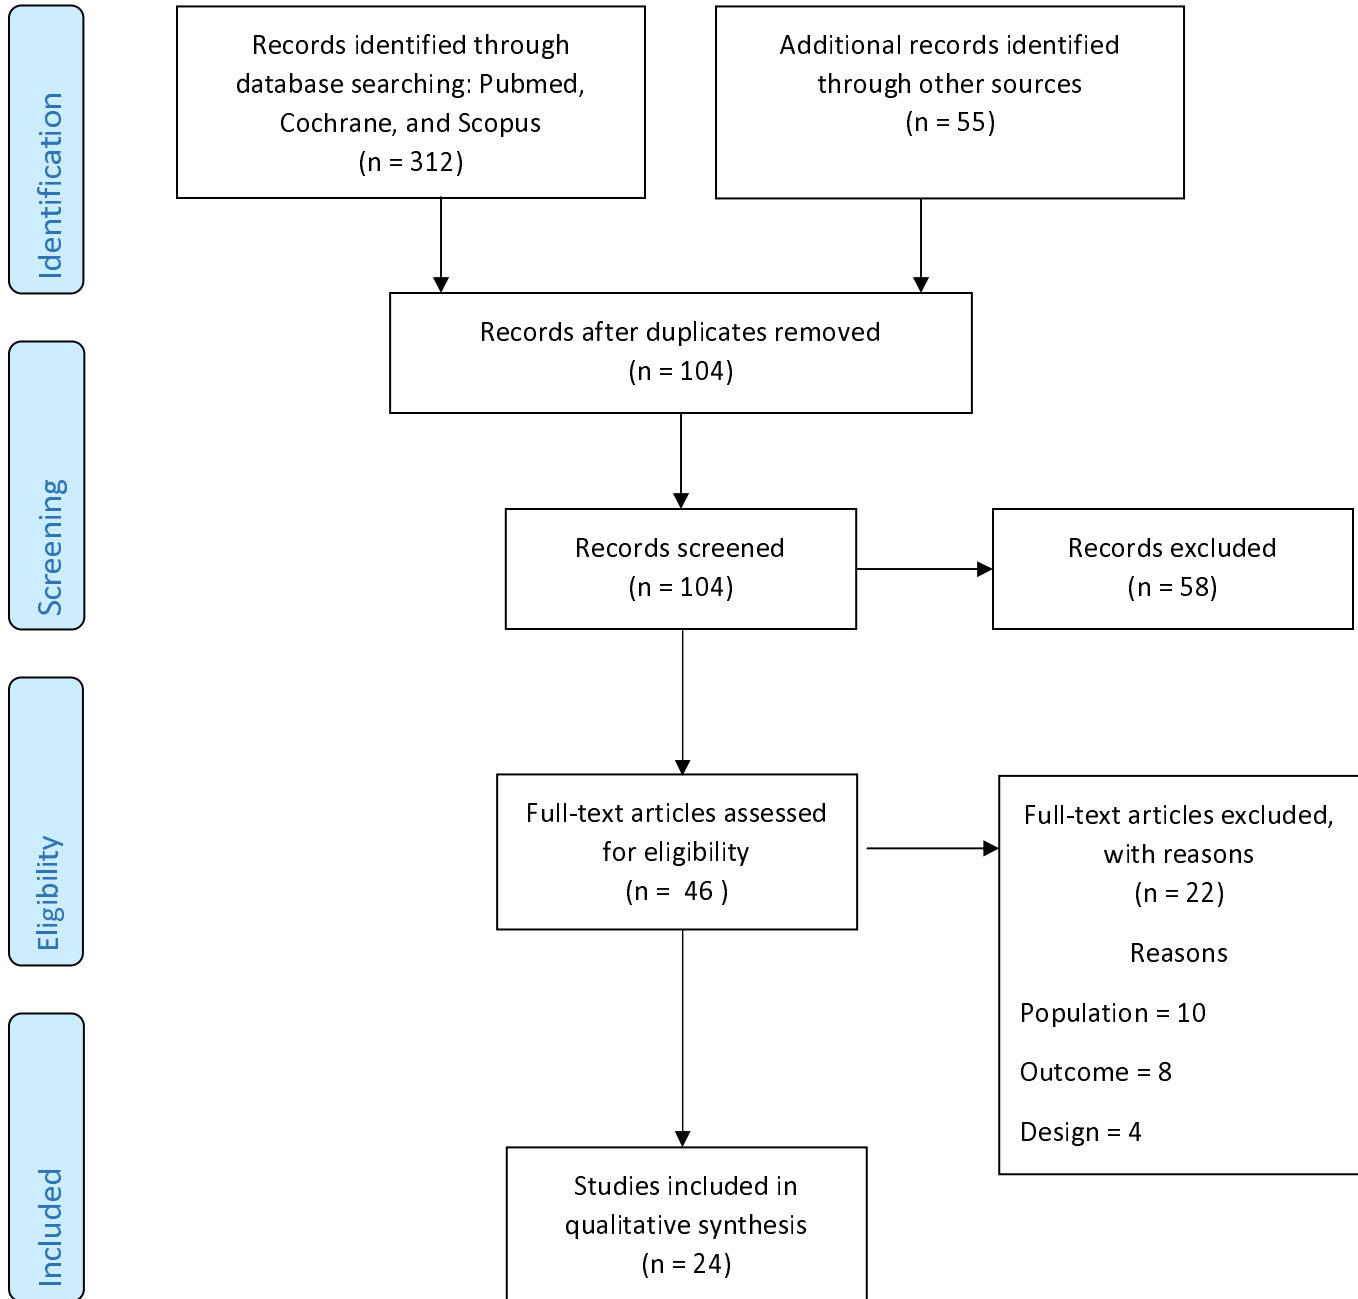 Identification
Records identified through
database searching: Pubmed,
Cochrane, and Scopus
(n = 312)
Additional records identified
through other sources
(n = 55)
Records after duplicates removed
(n = 104)
Screening
Records screened
(n = 104)
Records excluded
(n = 58)
Eligibility
Full-text articles assessed
for eligibility
(n =  46 )
Full-text articles excluded,
with reasons
(n = 22)
Reasons
Population = 10
Outcome = 8
Design = 4
Included
Studies included in
qualitative synthesis
(n = 24)